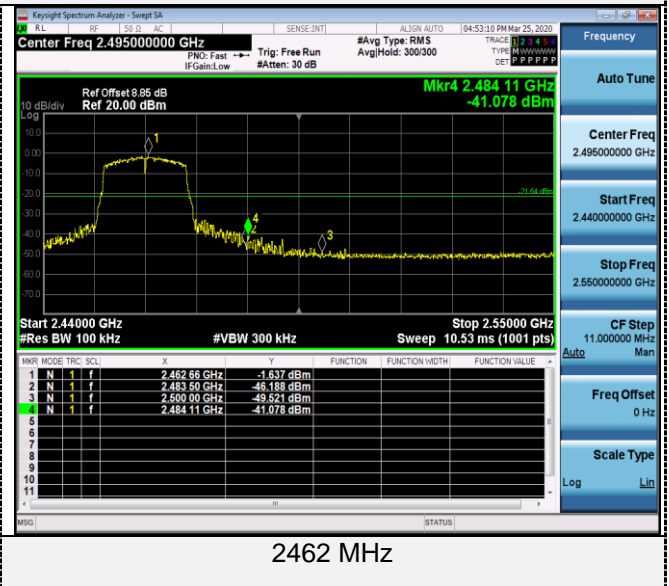 Keysight Spectrum Analyzer - Swept SA
RL RF 50 Ω AC SENSE:INT ALIGN AUTO 04:53:10 PM Mar 25, 2020
Center Freq 2.495000000 GHz
PNO: Fast
IFGain:Low
Trig: Free Run
#Atten: 30 dB
#Avg Type: RMS
Avg|Hold: 300/300
TRACE 1 2 3 4 5 6
TYPE MWWWWW
DET P P P P P P
Mkr4 2.484 11 GHz
-41.078 dBm
Ref Offset 8.85 dB
10 dB/div Ref 20.00 dBm
Log
10.0
0.00
-10.0
-20.0
-30.0
-40.0
-50.0
-60.0
-70.0
1
-21.64 dBm
4
2
3
Start 2.44000 GHz Stop 2.55000 GHz
#Res BW 100 kHz #VBW 300 kHz Sweep 10.53 ms (1001 pts)
MKR MODE TRC SCL X Y FUNCTION FUNCTION WIDTH FUNCTION VALUE
1 N 1 f 2.462 66 GHz -1.637 dBm
2 N 1 f 2.483 50 GHz -46.188 dBm
3 N 1 f 2.500 00 GHz -49.521 dBm
4 N 1 f 2.484 11 GHz -41.078 dBm
5
6
7
8
9
10
11
MSG STATUS
Frequency
Auto Tune
Center Freq
2.495000000 GHz
Start Freq
2.440000000 GHz
Stop Freq
2.550000000 GHz
CF Step
11.000000 MHz
Auto Man
Freq Offset
0 Hz
Scale Type
Log Lin
2462 MHz